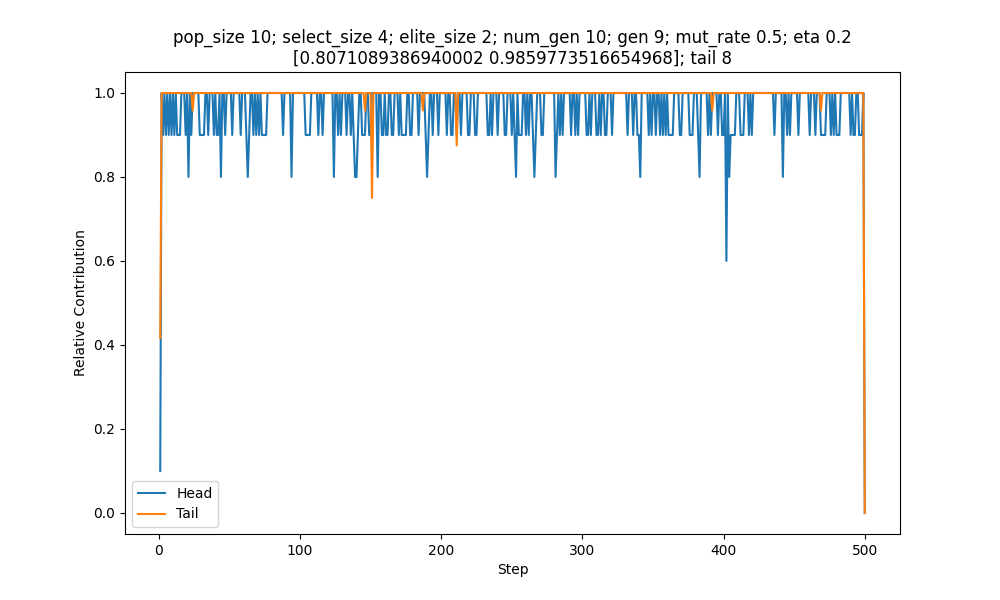 pop_size 10; select_size 4; elite_size 2; num_gen 10; gen 9; mut_rate 0.5; eta 0.2
[0.8071089386940002 0.9859773516654968]; tail 8
1.0
0.8
0.6
0.4
0.2
0.0
Relative Contribution
Head
Tail
0
100
200
300
400
500
Step